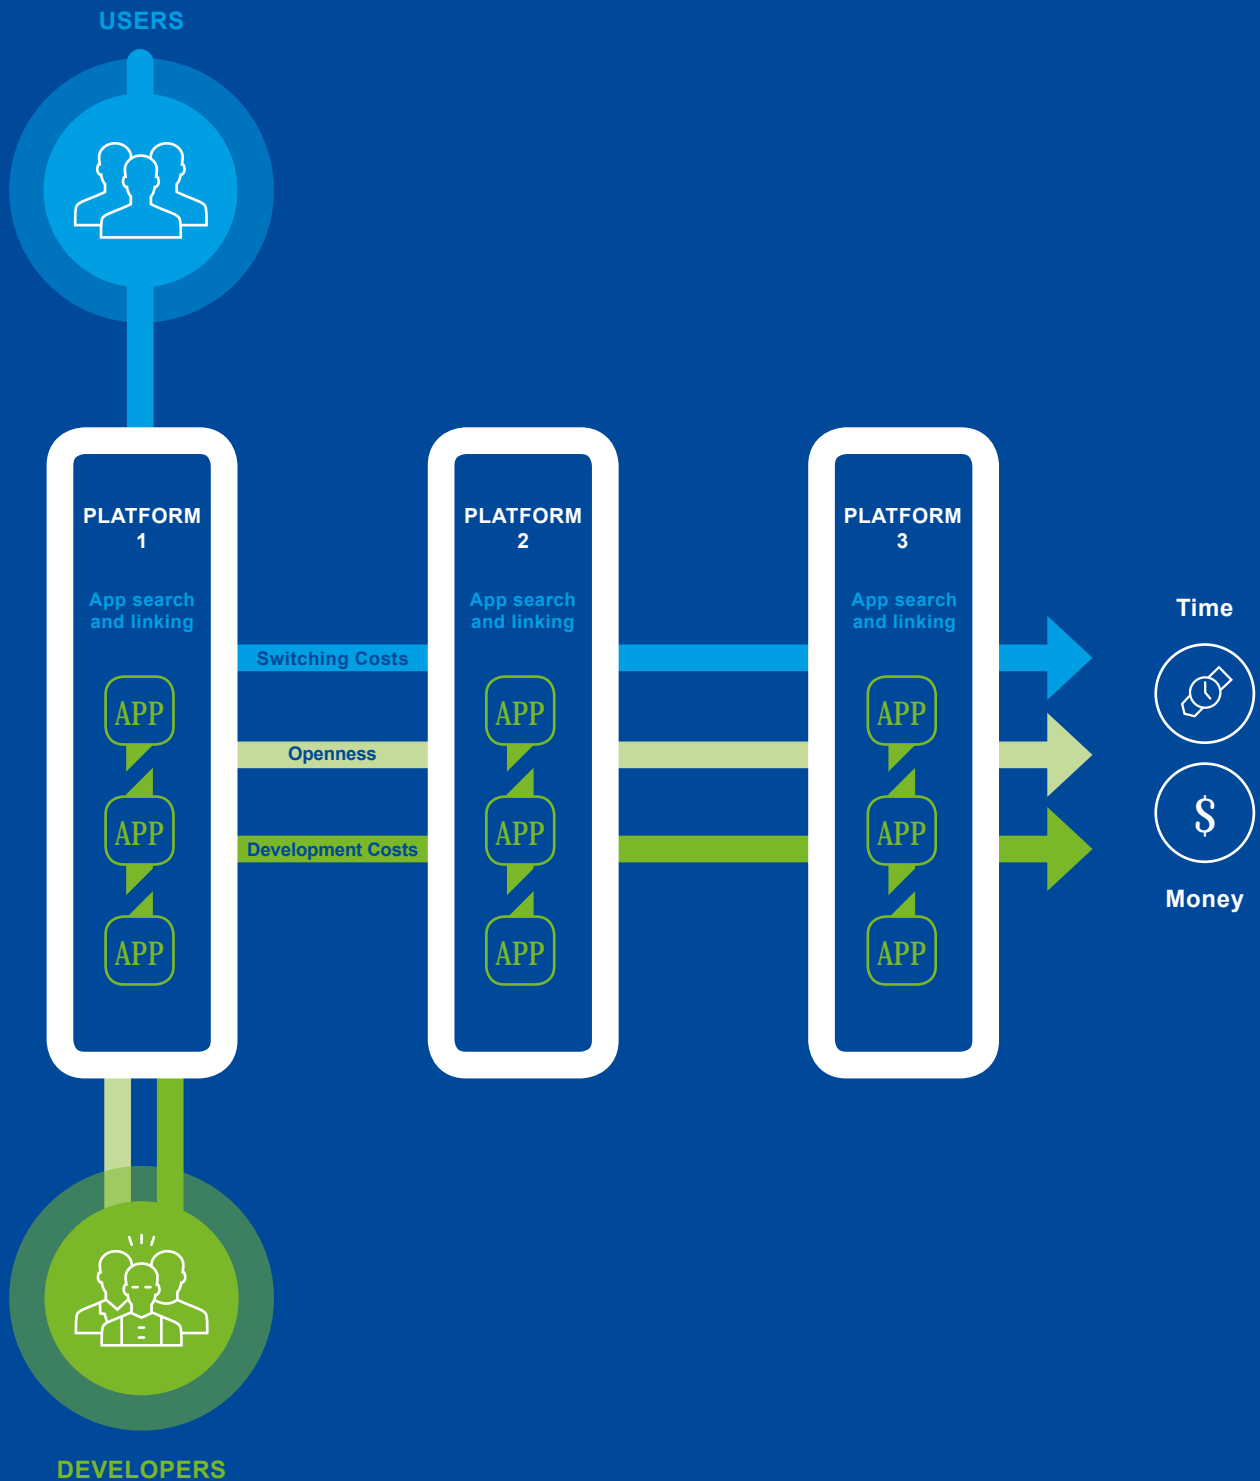 USERS
PLATFORM
1
App search
and linking
APP
APP
APP
PLATFORM
2
App search
and linking
APP
APP
APP
PLATFORM
3
App search
and linking
APP
APP
APP
Switching Costs
Openness
Development Costs
Time
$
Money
DEVELOPERS